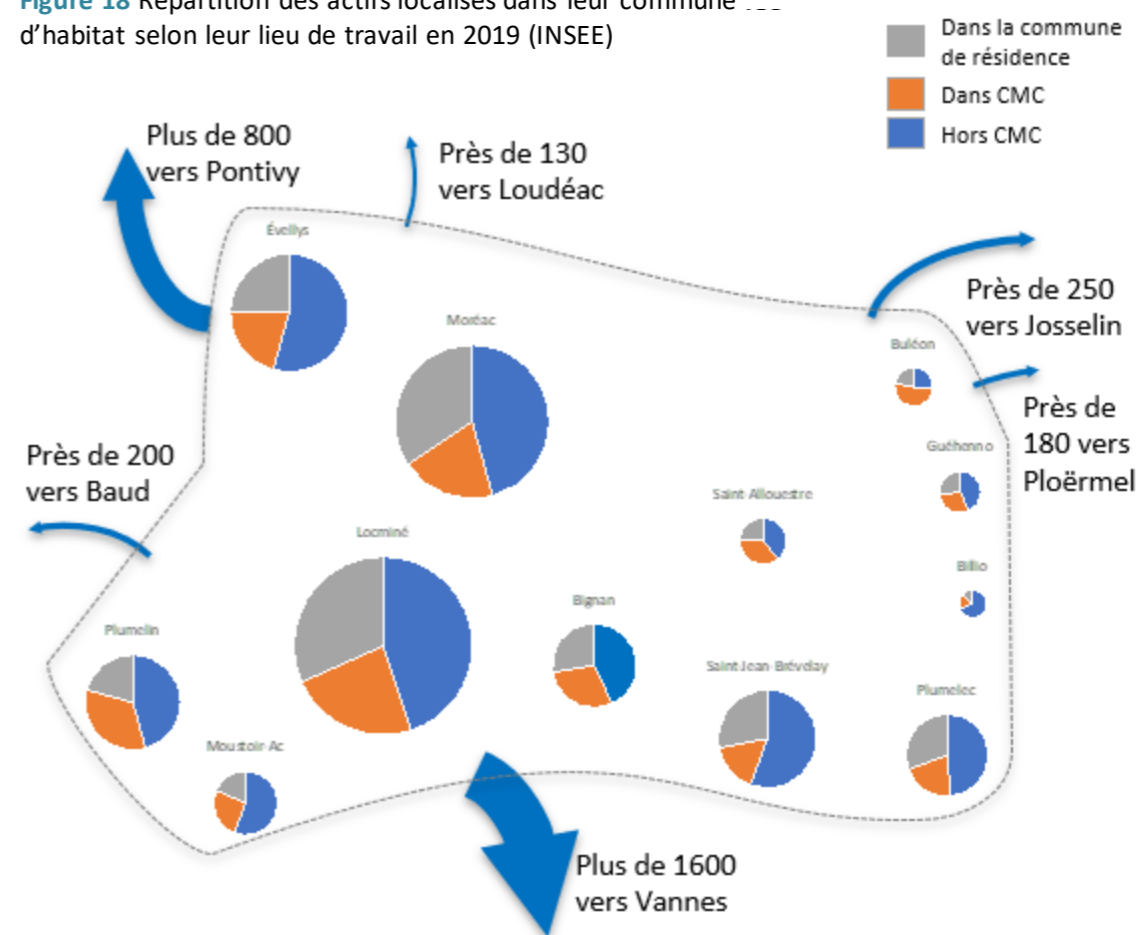 Figure 18 Répartition des actifs localisés dans leur commune
d'habitat selon leur lieu de travail en 2019 (INSEE)
Dans la commune
de résidence
Dans CMC
Hors CMC
Plus de 800
vers Pontivy
Près de 130
vers Loudéac
Évellys
Moréac
Près de 250
vers Josselin
Buléon
Près de
180 vers
Ploërmel
Guéhenno
Près de 200
vers Baud
Saint Allouestre
Locminé
Billio
Bignan
Plumelin
Saint Jean-Brévelay
Plumelec
Moustoir-Ac
Plus de 1600
vers Vannes